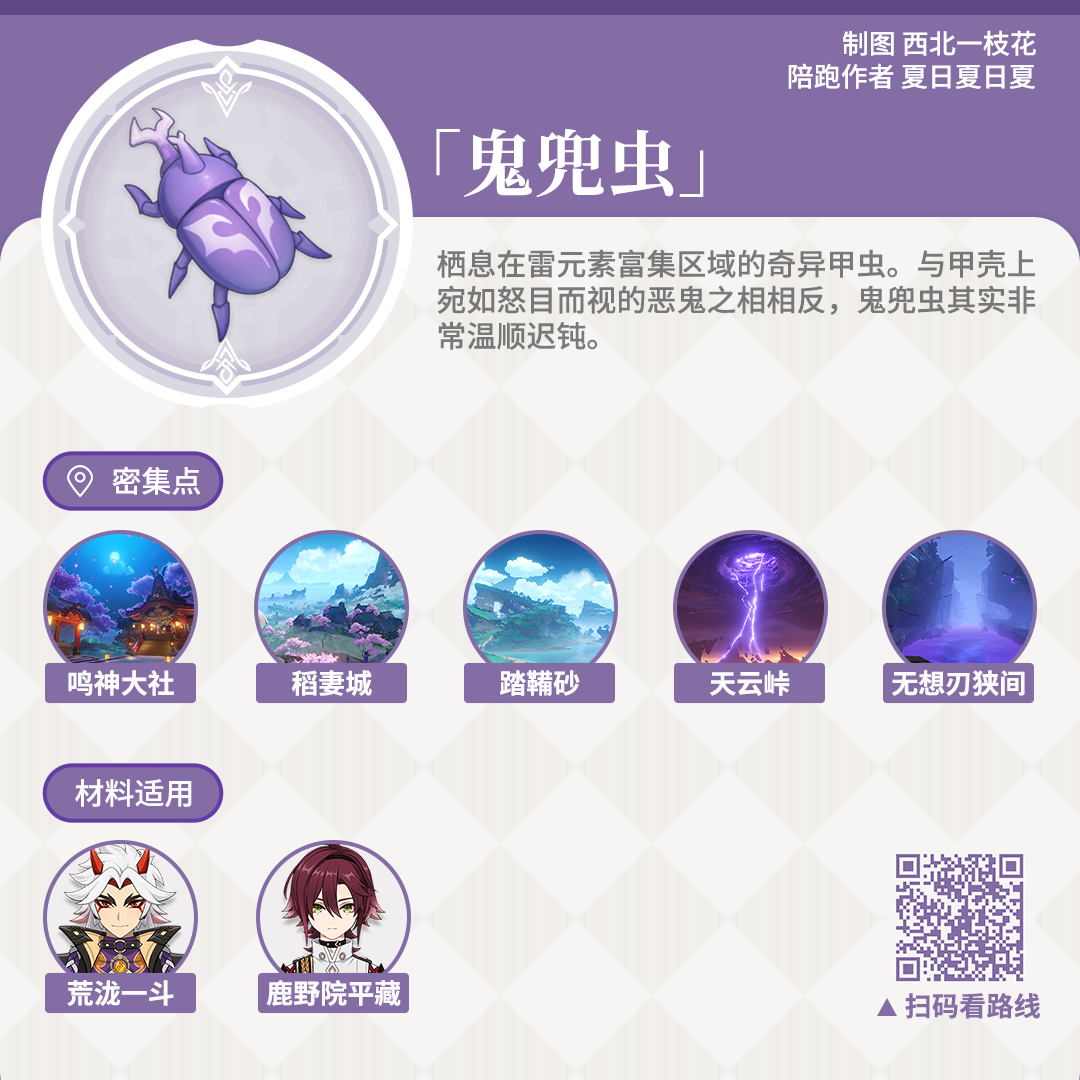 制图 西北一枝花
陪跑作者 夏日夏日夏
「鬼兜虫」
栖息在雷元素富集区域的奇异甲虫。与甲壳上
宛如怒目而视的恶鬼之相相反，鬼兜虫其实非
常温顺迟钝。
密集点
鸣神大社
稻妻城
踏鞴砂
天云峠
无想刃狭间
材料适用
荒泷一斗
鹿野院平藏
▲ 扫码看路线